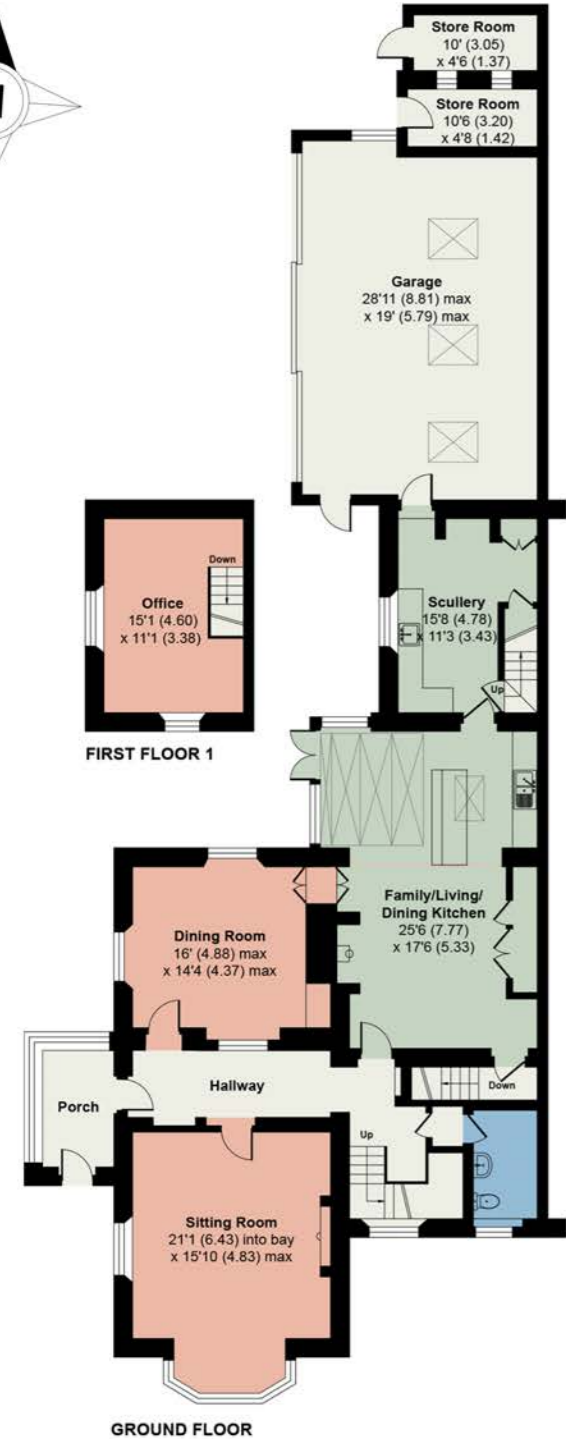 Store Room
10' (3.05)
x 4'6 (1.37)
Store Room
10'6 (3.20)
x 4'8 (1.42)
Garage
28'11 (8.81) max
x 19' (5.79) max
Down
Office
15'1 (4.60)
x 11'1 (3.38)
FIRST FLOOR 1
Scullery
15'8 (4.78)
x 11'3 (3.43)
Up
Family/Living/
Dining Kitchen
25'6 (7.77)
x 17'6 (5.33)
Dining Room
16' (4.88) max
x 14'4 (4.37) max
Hallway
Porch
Down
Up
Sitting Room
21'1 (6.43) into bay
x 15'10 (4.83) max
GROUND FLOOR